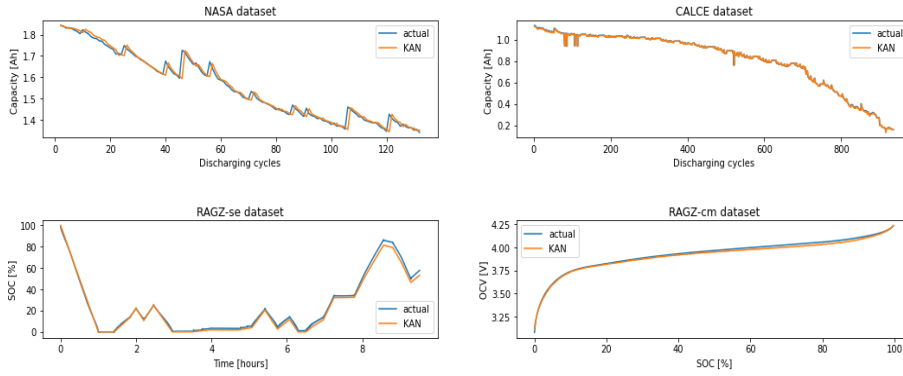 NASA dataset
1.8
1.7
1.6
1.5
1.4
Capacity [Ah]
0 20 40 60 80 100 120
Discharging cycles
actual
KAN
CALCE dataset
1.0
0.8
0.6
0.4
0.2
Capacity [Ah]
0 200 400 600 800
Discharging cycles
actual
KAN
RAGZ-se dataset
100
80
60
40
20
0
SOC [%]
0 2 4 6 8
Time [hours]
actual
KAN
RAGZ-cm dataset
4.25
4.00
3.75
3.50
3.25
OCV [V]
0 20 40 60 80 100
SOC [%]
actual
KAN